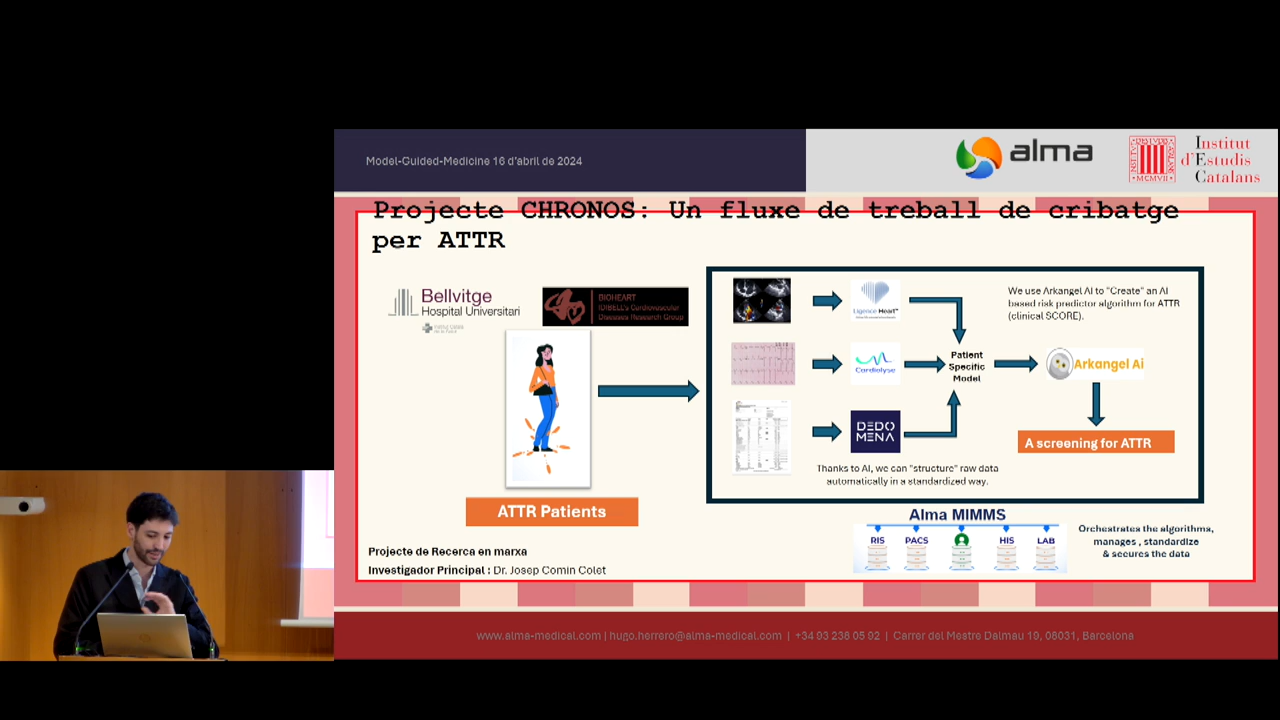 Model-Guided-Medicine 16 d'abril de 2024
alma
Institut
d'Estudis
Catalans
MCMVII
Projecte CHRONOS: Un fluxe de treball de cribatge
per ATTR
Bellvitge
Hospital Universitari
BIOHEART
IDIBELL's Cardiovascular
Diseases Research Group
We use Arkangel AI to "Create" an AI
based risk predictor algorithm for ATTR
(clinical SCORE).
Ligence Heart™
Cardiolyse
Patient
Specific
Model
Arkangel Ai
DEDO
MENA
A screening for ATTR
Thanks to AI, we can "structure" raw data
automatically in a standardized way.
ATTR Patients
Alma MIMMS
RIS PACS HIS LAB
Orchestrates the algorithms,
manages , standardize
& secures the data
Projecte de Recerca en marxa
Investigador Principal : Dr. Josep Comin Colet
www.alma-medical.com | hugo.herrero@alma-medical.com | +34 93 238 05 92 | Carrer del Mestre Dalmau 19, 08031, Barcelona